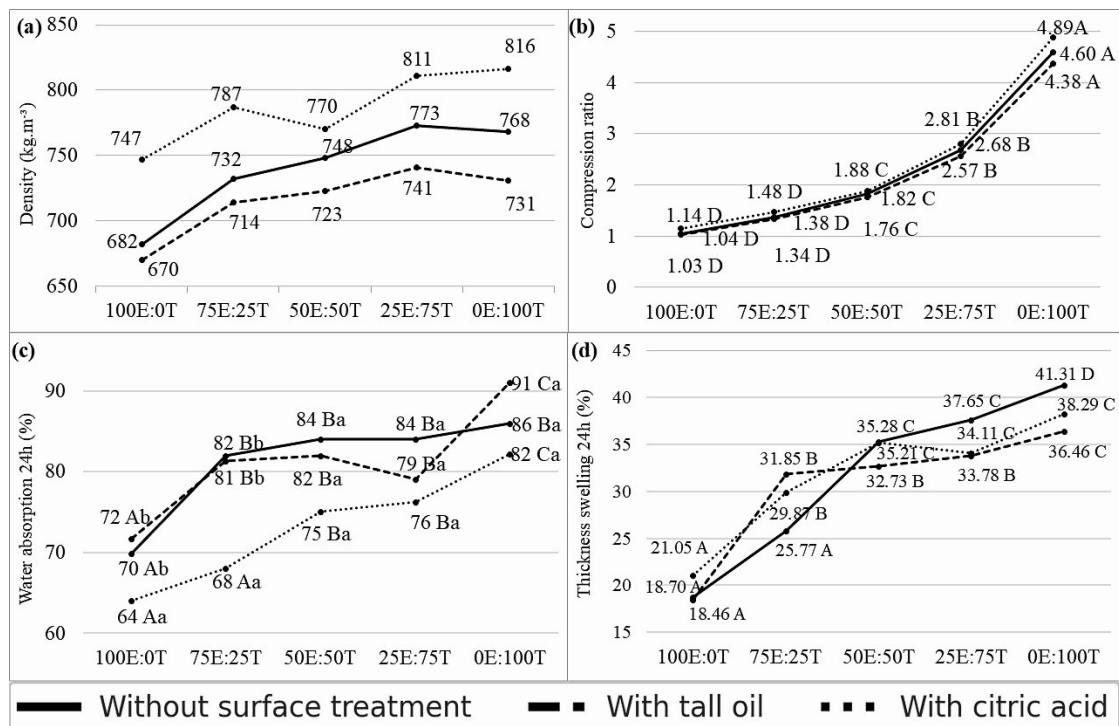 (a)
Density (kg.m⁻³)
850
800
750
700
650
747
787
770
811
816
682
732
748
773
768
670
714
723
741
731
100E:0T 75E:25T 50E:50T 25E:75T 0E:100T
(b)
Compression ratio
5
4
3
2
1
0
4.89A
4.60 A
4.38 A
2.81 B
2.68 B
2.57 B
1.88 C
1.82 C
1.76 C
1.48 D
1.38 D
1.34 D
1.14 D
1.04 D
1.03 D
100E:0T 75E:25T 50E:50T 25E:75T 0E:100T
(c)
Water absorption 24h (%)
90
80
70
60
72 Ab
70 Ab
64 Aa
82 Bb
81 Bb
68 Aa
84 Ba
82 Ba
75 Ba
84 Ba
79 Ba
76 Ba
91 Ca
86 Ba
82 Ca
100E:0T 75E:25T 50E:50T 25E:75T 0E:100T
(d)
Thickness swelling 24h (%)
45
40
35
30
25
20
15
21.05 A
18.70 A
18.46 A
31.85 B
29.87 B
25.77 A
35.28 C
35.21 C
32.73 B
37.65 C
34.11 C
33.78 B
41.31 D
38.29 C
36.46 C
100E:0T 75E:25T 50E:50T 25E:75T 0E:100T
Without surface treatment With tall oil With citric acid